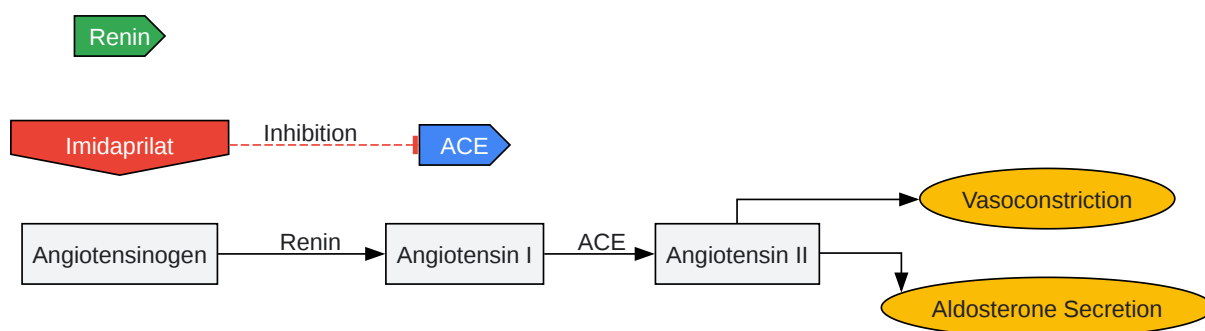 Renin
Imidaprilat
Inhibition
ACE
Angiotensinogen
Renin
Angiotensin I
ACE
Angiotensin II
Vasoconstriction
Aldosterone Secretion